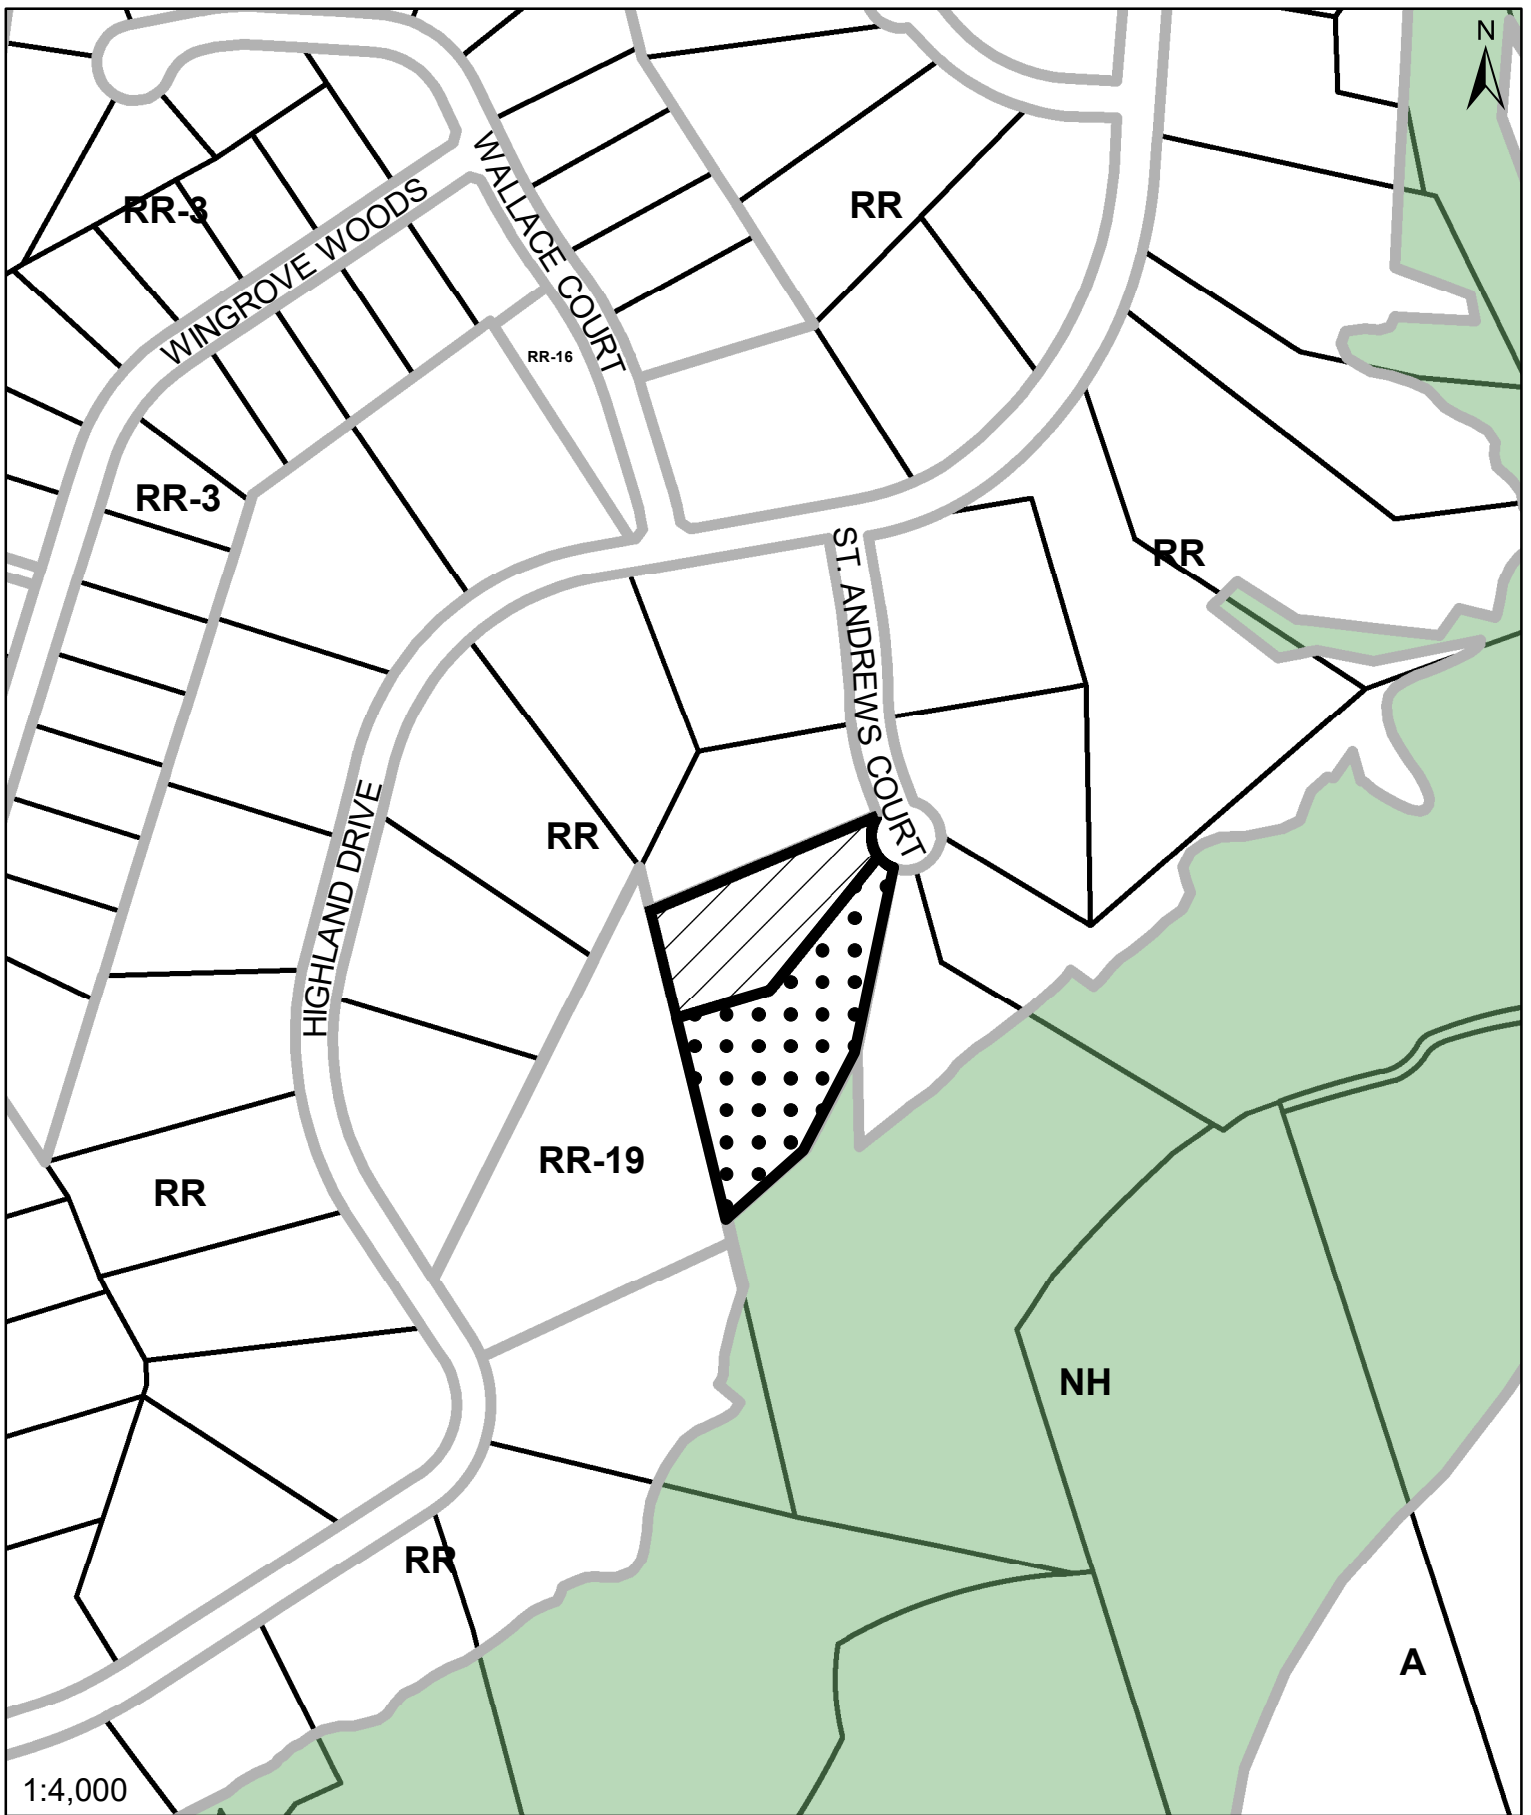 N
WALLACE COURT
RR-3
RR
WINGROVE WOODS
RR-16
RR-3
ST. ANDREWS COURT
RR
HIGHLAND DRIVE
RR
RR-19
RR
NH
RR
A
1:4,000